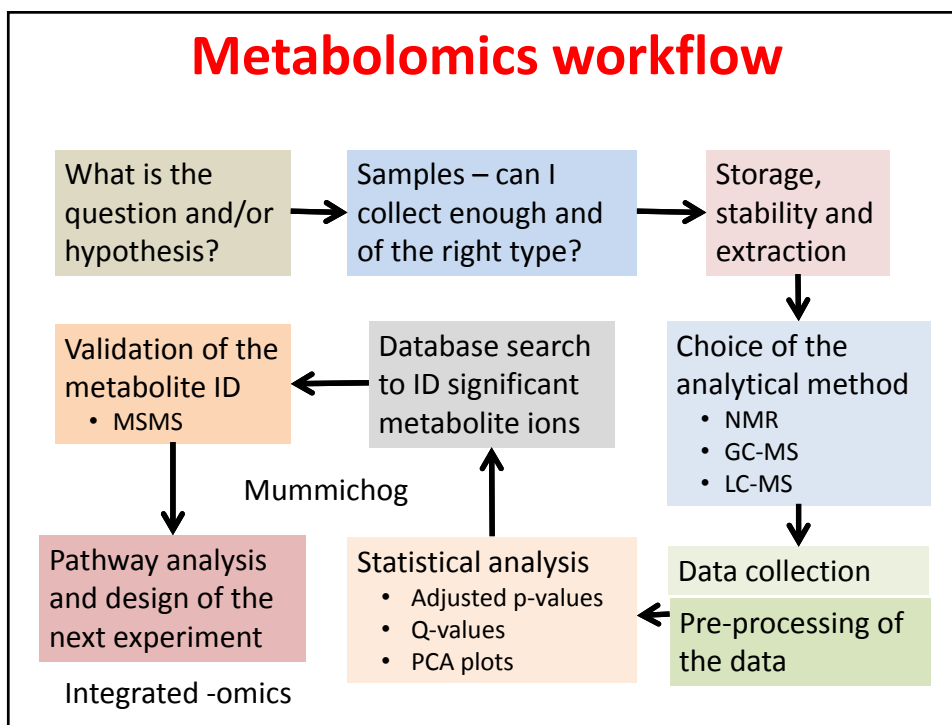 Metabolomics workflow
What is the
question and/or
hypothesis?
Samples – can I
collect enough and
of the right type?
Storage,
stability and
extraction
Choice of the
analytical method
• NMR
• GC-MS
• LC-MS
Data collection
Pre-processing of
the data
Statistical analysis
• Adjusted p-values
• Q-values
• PCA plots
Database search
to ID significant
metabolite ions
Validation of the
metabolite ID
• MSMS
Mummichog
Pathway analysis
and design of the
next experiment
Integrated -omics